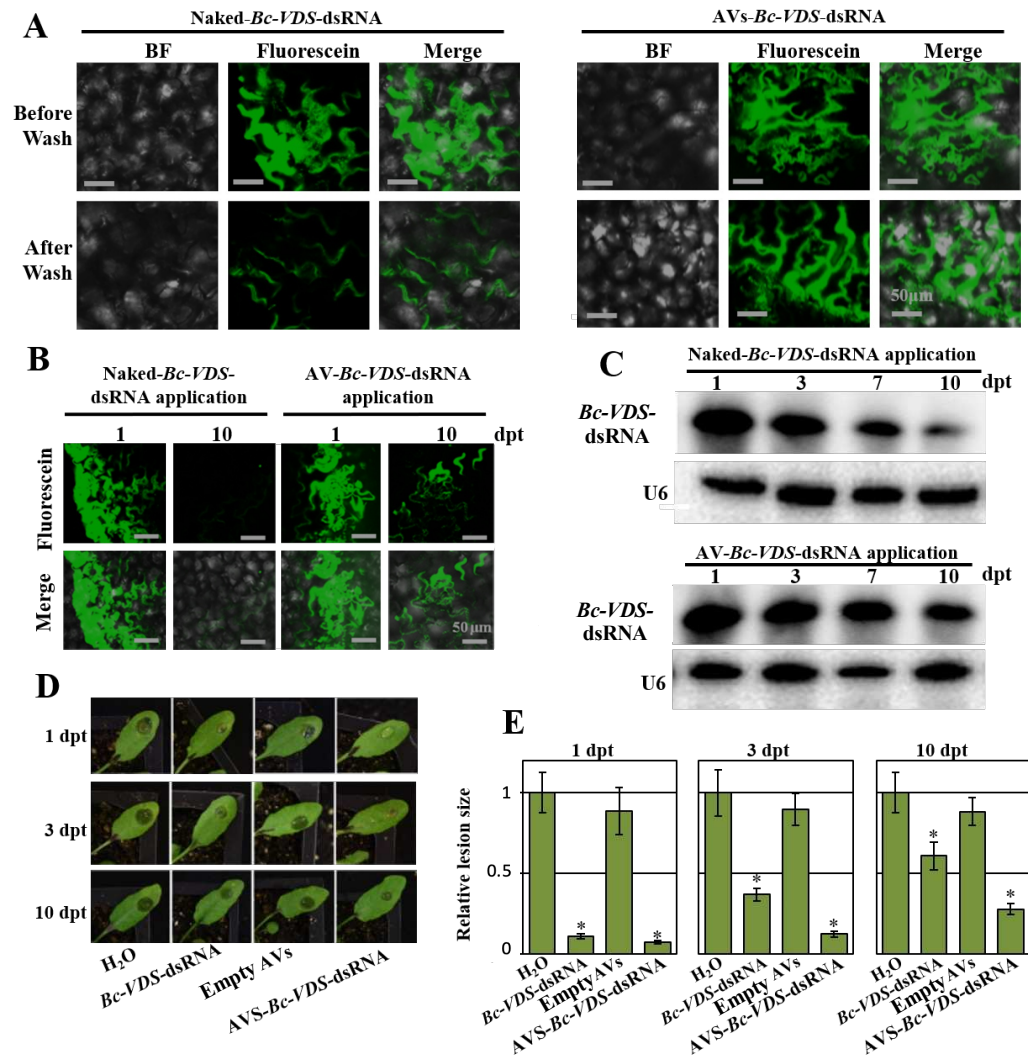 A
Naked-Bc-VDS-dsRNA
AVs-Bc-VDS-dsRNA
BF
Fluorescein
Merge
BF
Fluorescein
Merge
Before
Wash
After
Wash
50μm
B
Naked-Bc-VDS-
dsRNA application
AV-Bc-VDS-dsRNA
application
1
10
1
10
dpt
Fluorescein
Merge
50μm
C
Naked-Bc-VDS-dsRNA application
1
3
7
10
dpt
Bc-VDS-
dsRNA
U6
AV-Bc-VDS-dsRNA application
1
3
7
10
dpt
Bc-VDS-
dsRNA
U6
D
1 dpt
3 dpt
10 dpt
H₂O
Bc-VDS-dsRNA
Empty AVs
AVS-Bc-VDS-dsRNA
E
1 dpt
3 dpt
10 dpt
Relative lesion size
1
0.5
0
*
*
*
*
*
*
H₂O
Bc-VDS-dsRNA
Empty AVs
AVS-Bc-VDS-dsRNA
H₂O
Bc-VDS-dsRNA
Empty AVs
AVS-Bc-VDS-dsRNA
H₂O
Bc-VDS-dsRNA
Empty AVs
AVS-Bc-VDS-dsRNA